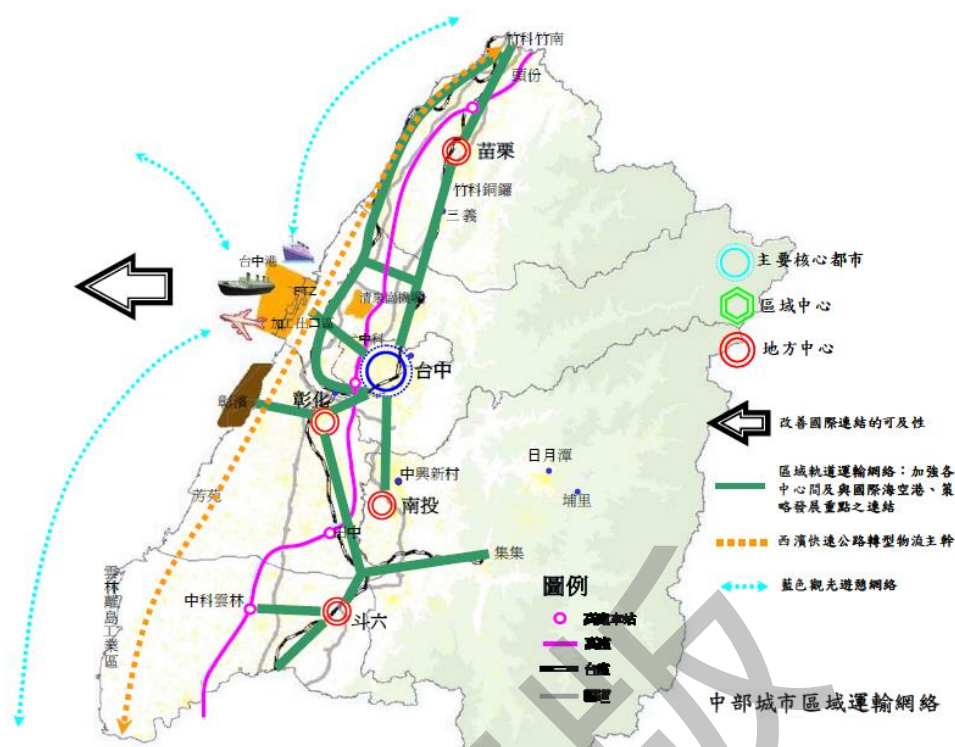 竹科竹南
頭份
苗栗
竹科銅鑼
三義
台中港
FTZ
清泉崗機場
加工出口區
中科
台中
彰化
彰濱
中興新村
日月潭
埔里
南投
芳苑
田中
集集
中科雲林
斗六
雲林離島工業區
主要核心都市
區域中心
地方中心
改善國際連結的可及性
區域軌道運輸網絡：加強各
中心間及與國際海空港、策
略發展重點之連結
西濱快速公路轉型物流主幹
藍色觀光遊憩網絡
圖例
高鐵車站
高鐵
台鐵
國道
中部城市區域運輸網絡
版